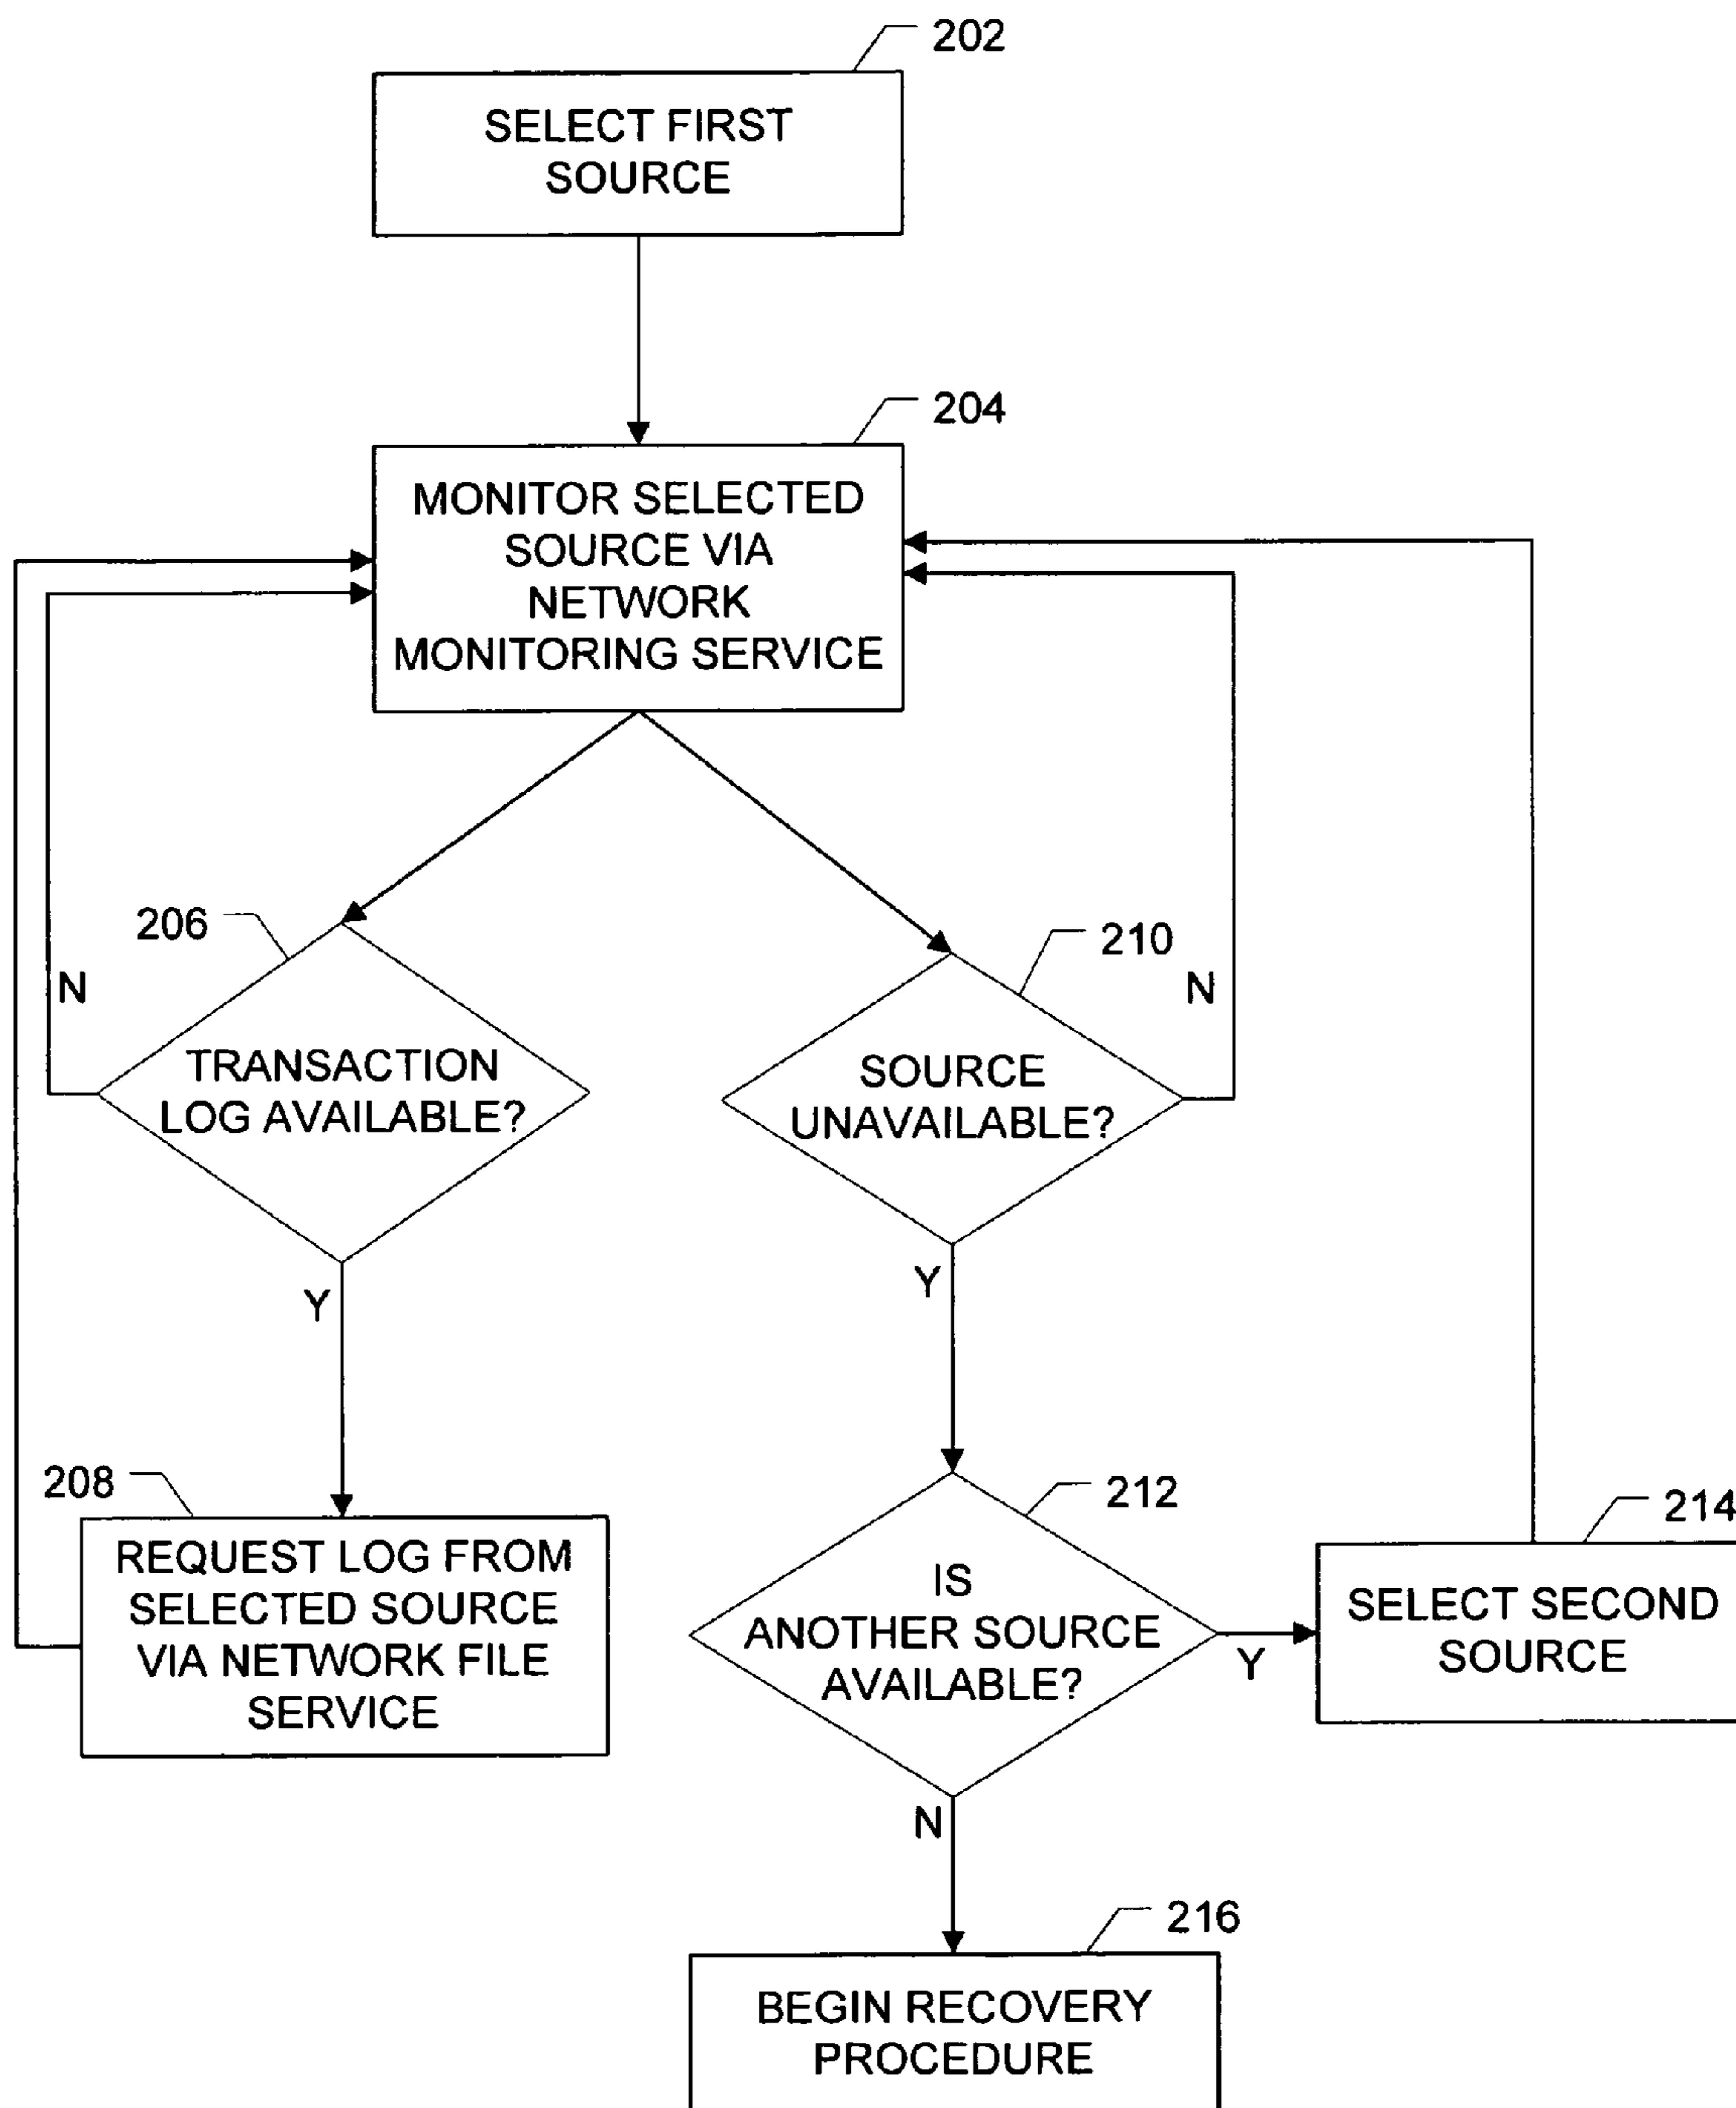 202
SELECT FIRST
SOURCE
204
MONITOR SELECTED
SOURCE VIA
NETWORK
MONITORING SERVICE
206
N
TRANSACTION
LOG AVAILABLE?
Y
210
N
SOURCE
UNAVAILABLE?
Y
208
REQUEST LOG FROM
SELECTED SOURCE
VIA NETWORK FILE
SERVICE
212
IS
ANOTHER SOURCE
AVAILABLE?
Y
N
214
SELECT SECOND
SOURCE
216
BEGIN RECOVERY
PROCEDURE